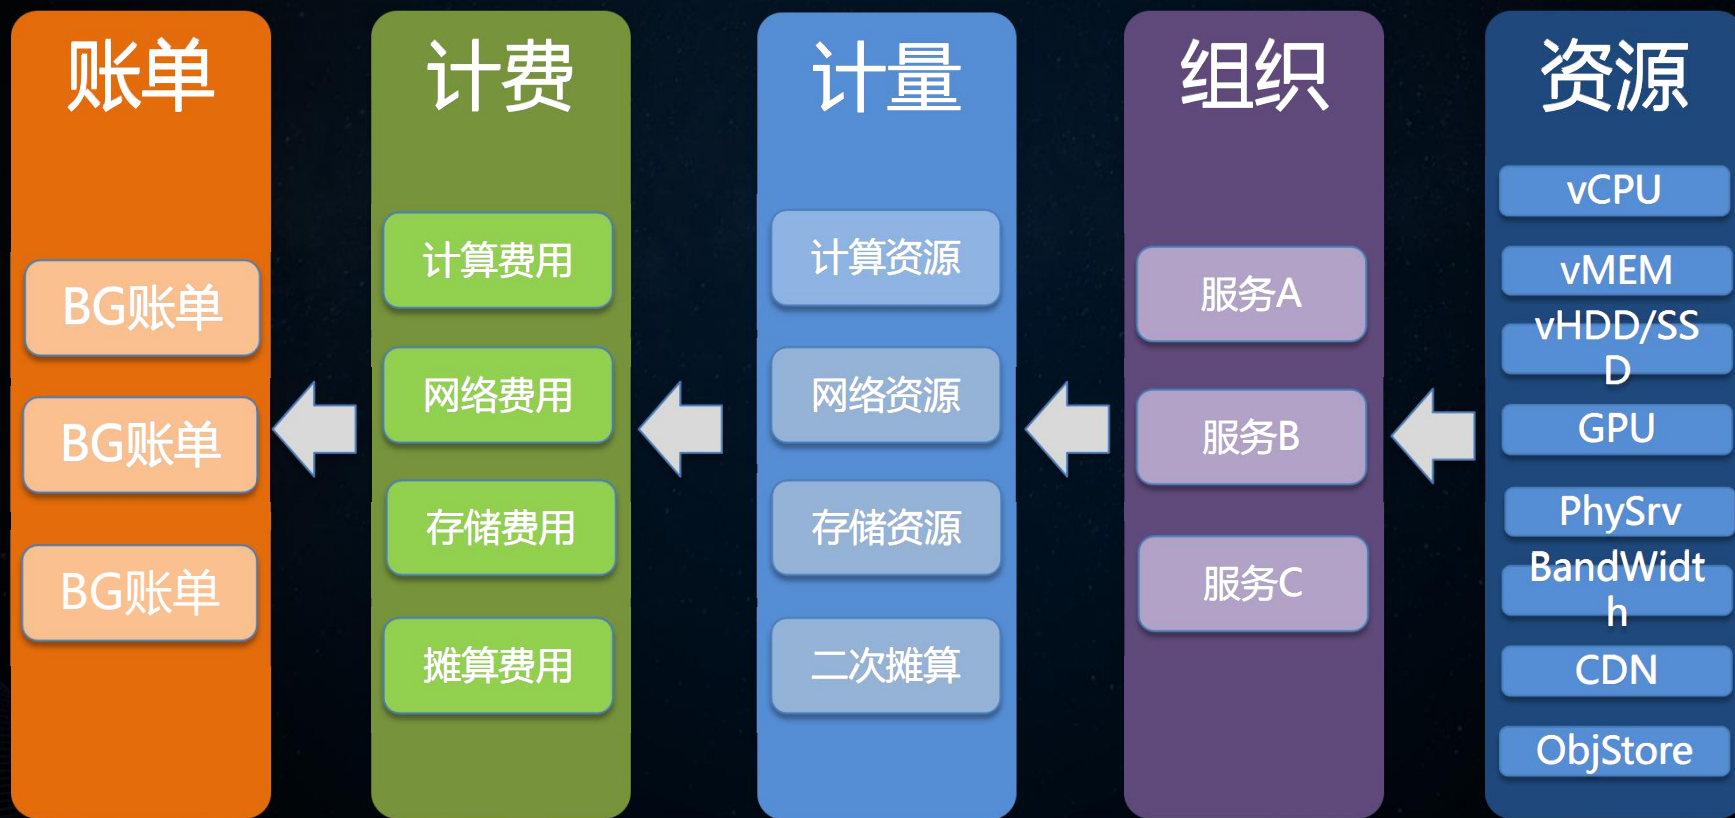 账单
BG账单
BG账单
BG账单
计费
计算费用
网络费用
存储费用
摊算费用
计量
计算资源
网络资源
存储资源
二次摊算
组织
服务A
服务B
服务C
资源
vCPU
vMEM
vHDD/SS
D
GPU
PhySrv
BandWidt
h
CDN
ObjStore